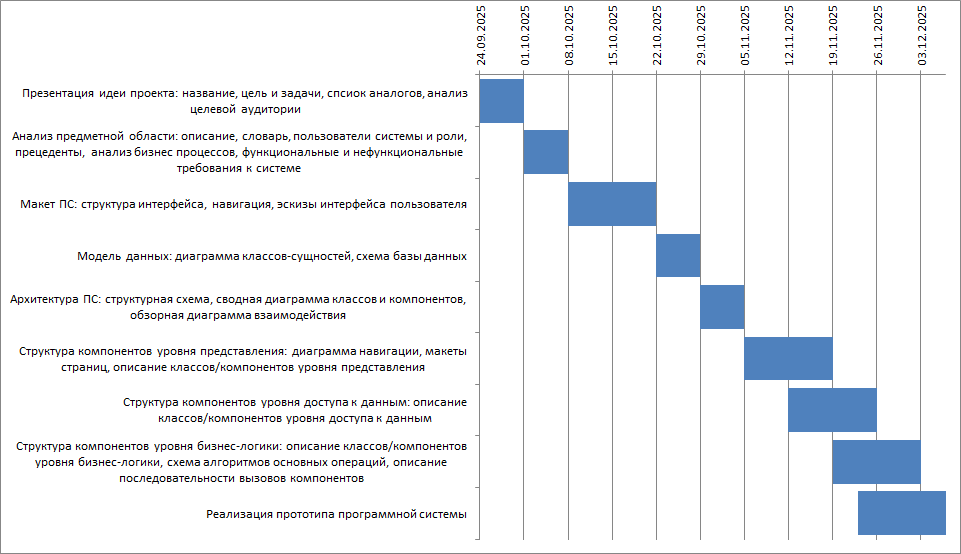 24.09.2025
01.10.2025
08.10.2025
15.10.2025
22.10.2025
29.10.2025
05.11.2025
12.11.2025
19.11.2025
26.11.2025
03.12.2025
Презентация идеи проекта: название, цель и задачи, спсиок аналогов, анализ
целевой аудитории
Анализ предметной области: описание, словарь, пользователи системы и роли,
прецеденты, анализ бизнес процессов, функциональные и нефункциональные
требования к системе
Макет ПС: структура интерфейса, навигация, эскизы интерфейса пользователя
Модель данных: диаграмма классов-сущностей, схема базы данных
Архитектура ПС: структурная схема, сводная диаграмма классов и компонентов,
обзорная диаграмма взаимодействия
Структура компонентов уровня представления: диаграмма навигации, макеты
страниц, описание классов/компонентов уровня представления
Структура компонентов уровня доступа к данным: описание
классов/компонентов уровня доступа к данным
Структура компонентов уровня бизнес-логики: описание классов/компонентов
уровня бизнес-логики, схема алгоритмов основных операций, описание
последовательности вызовов компонентов
Реализация прототипа программной системы